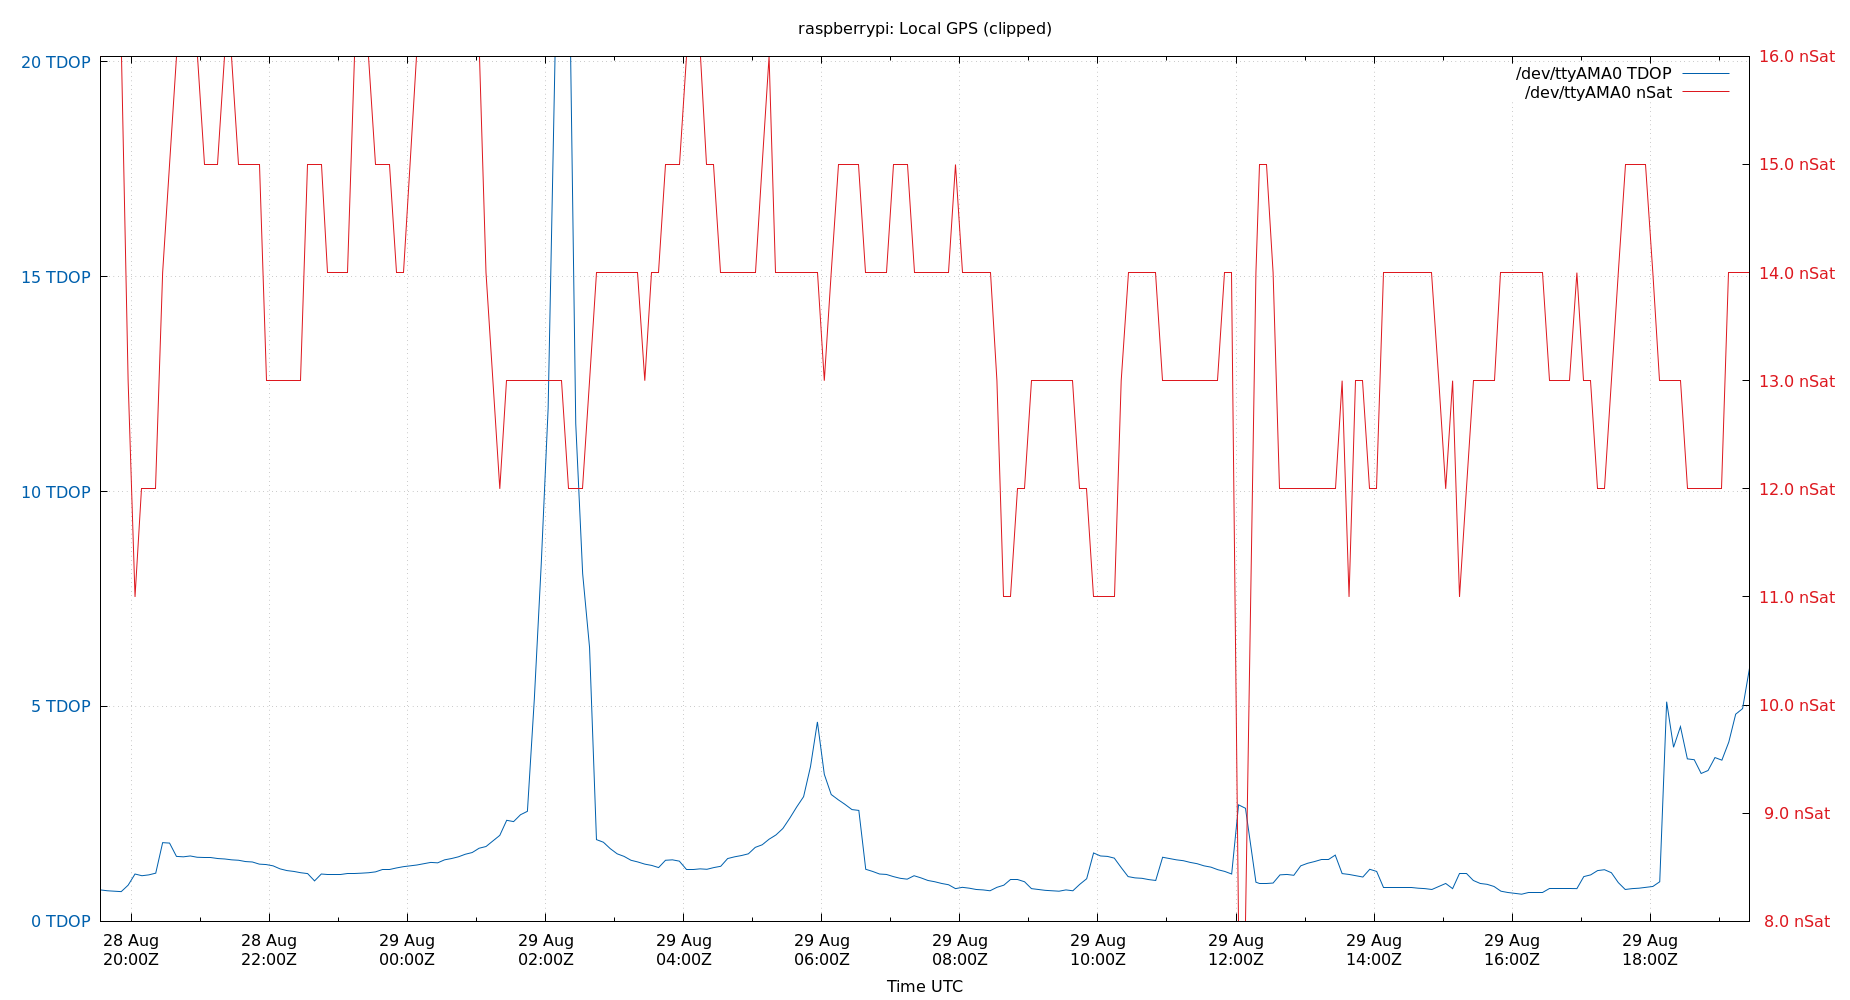 raspberrypi: Local GPS (clipped)
20 TDOP
15 TDOP
10 TDOP
5 TDOP
0 TDOP
16.0 nSat
15.0 nSat
14.0 nSat
13.0 nSat
12.0 nSat
11.0 nSat
10.0 nSat
9.0 nSat
8.0 nSat
/dev/ttyAMA0 TDOP
/dev/ttyAMA0 nSat
28 Aug
20:00Z
28 Aug
22:00Z
29 Aug
00:00Z
29 Aug
02:00Z
29 Aug
04:00Z
29 Aug
06:00Z
29 Aug
08:00Z
29 Aug
10:00Z
29 Aug
12:00Z
29 Aug
14:00Z
29 Aug
16:00Z
29 Aug
18:00Z
Time UTC